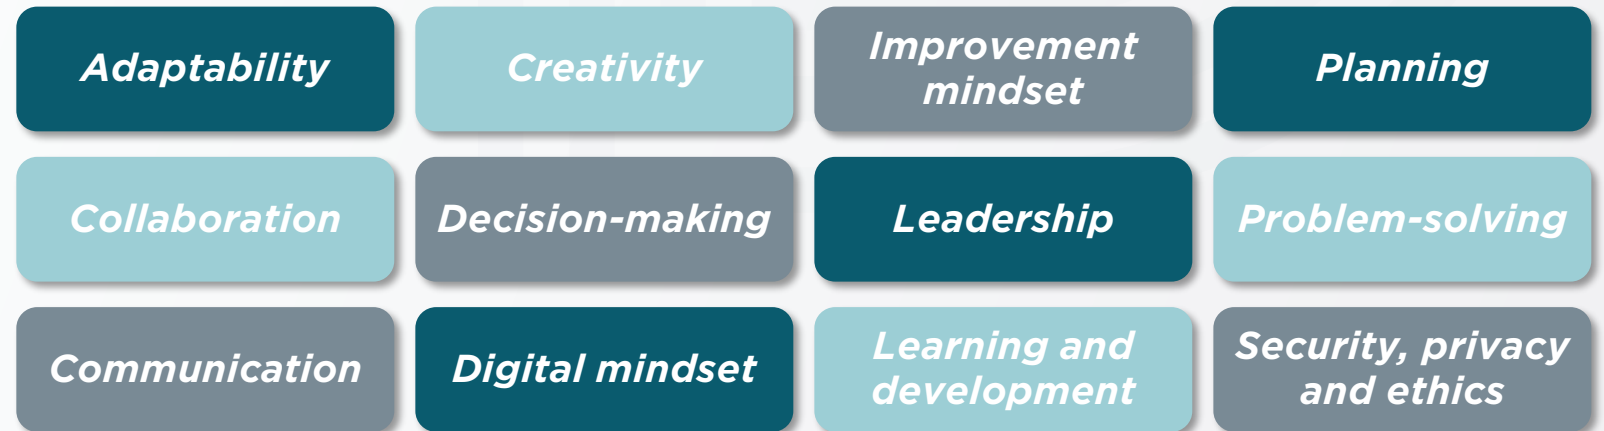 Adaptability
Creativity
Improvement
mindset
Planning
Collaboration
Decision-making
Leadership
Problem-solving
Communication
Digital mindset
Learning and
development
Security, privacy
and ethics